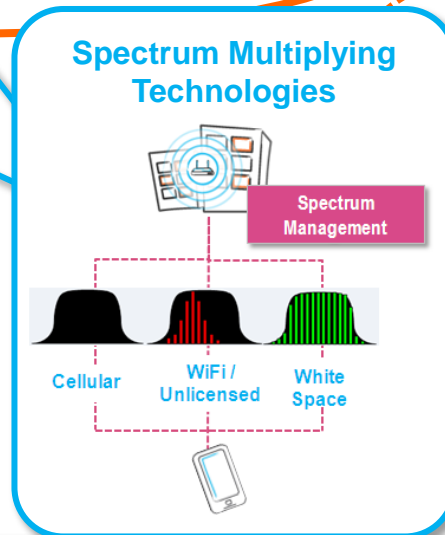 Spectrum Multiplying
Technologies
Spectrum
Management
Cellular
WiFi /
Unlicensed
White
Space